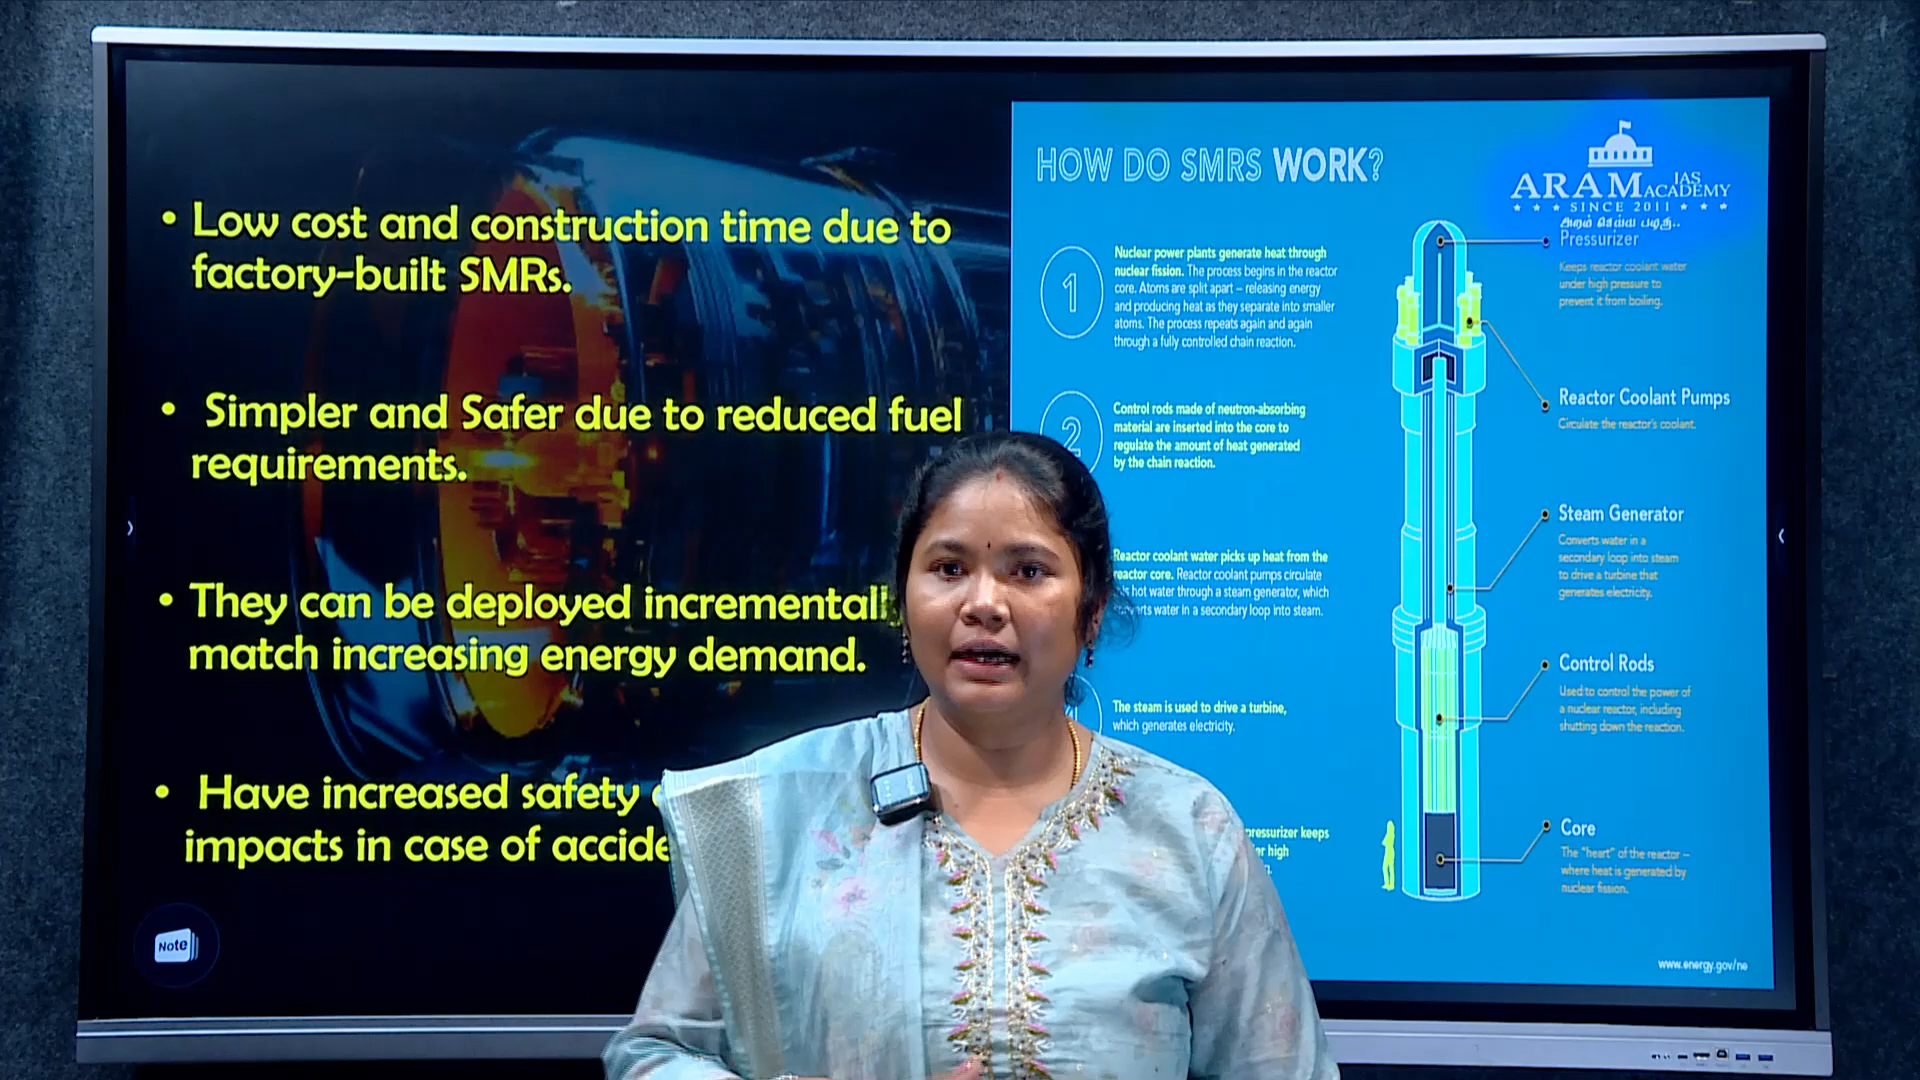 • Low cost and construction time due to
factory-built SMRs.
• Simpler and Safer due to reduced fuel
requirements.
• They can be deployed
match increasing energy demand.
• Have increased safety
impacts in case of
Note
HOW DO SMRS WORK?
ARAM IAS ACADEMY
★ ★ ★ SINCE 2011 ★ ★ ★
அறம் செய்ய படிக்க..
1
Nuclear power plants generate heat through
nuclear fission. The process begins in the reactor
core. Atoms are split apart – releasing energy
and producing heat as they separate into smaller
atoms. The process repeats again and again
through a fully controlled chain reaction.
2
Control rods made of neutron-absorbing
material are inserted into the core to
regulate the amount of heat generated
by the chain reaction.
Reactor coolant water picks up heat from the
reactor core. Reactor coolant pumps circulate
hot water through a steam generator, which
water in a secondary loop into steam.
The steam is used to drive a turbine,
which generates electricity.
pressurizer keeps
high
Pressurizer
Keeps reactor coolant water
under high pressure to
prevent it from boiling.
Reactor Coolant Pumps
Circulate the reactor's coolant.
Steam Generator
Converts water in a
secondary loop into steam
to drive a turbine that
generates electricity.
Control Rods
Used to control the power of
a nuclear reactor, including
shutting down the reaction.
Core
The "heart" of the reactor –
where heat is generated by
nuclear fission.
www.energy.gov/ne